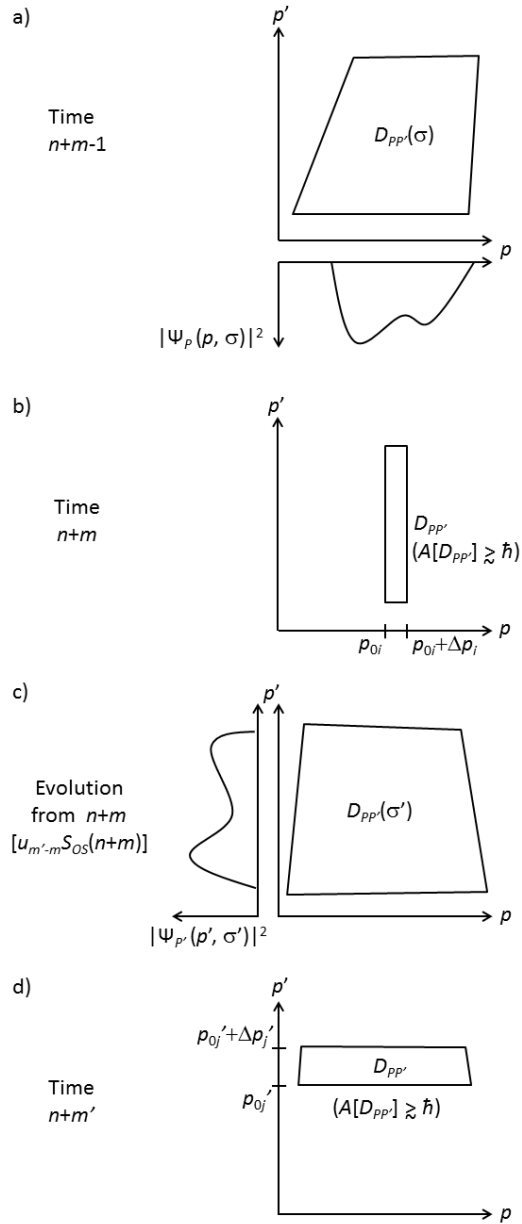 a)
p'
Time
n+m-1
D_PP'(σ)
p
|Ψ_P(p, σ)|²
b)
p'
Time
n+m
D_PP'
(A[D_PP'] ≳ ħ)
p_0i p_0i+Δp_i p
c)
p' p'
Evolution
from n+m
[u_m'-m S_OS(n+m)]
D_PP'(σ')
p
|Ψ_P'(p', σ')|²
d)
p'
p_0j'+Δp_j'
D_PP'
p_0j'
(A[D_PP'] ≳ ħ)
Time
n+m'
p